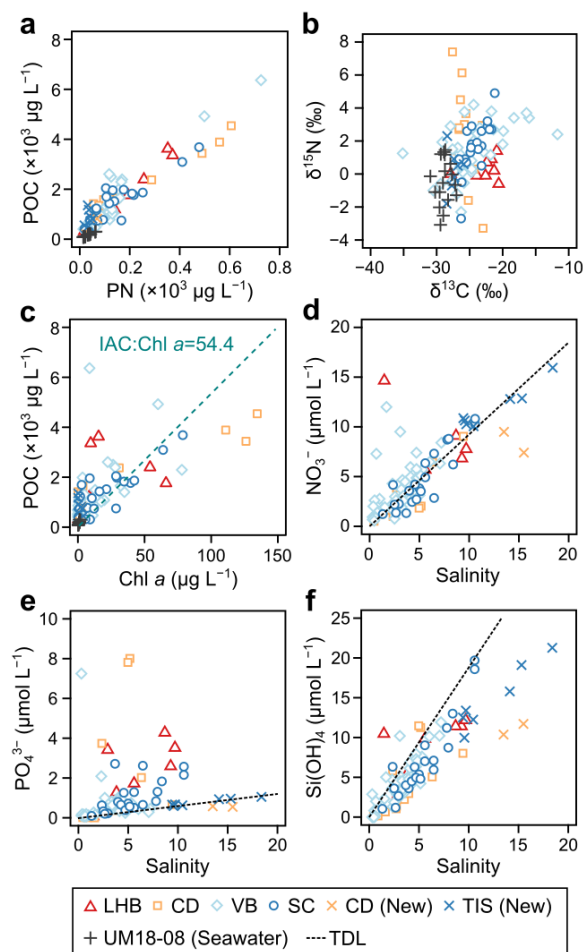 a
POC (×10³ µg L⁻¹)
8
6
4
2
0
0.0 0.2 0.4 0.6 0.8
PN (×10³ µg L⁻¹)
b
δ¹⁵N (‰)
8
6
4
2
0
−2
−4
−40 −30 −20 −10
δ¹³C (‰)
c
POC (×10³ µg L⁻¹)
8
6
4
2
0
IAC:Chl a=54.4
0 50 100 150
Chl a (µg L⁻¹)
d
NO₃⁻ (µmol L⁻¹)
20
15
10
5
0
0 5 10 15 20
Salinity
e
PO₄³⁻ (µmol L⁻¹)
10
8
6
4
2
0
0 5 10 15 20
Salinity
f
Si(OH)₄ (µmol L⁻¹)
25
20
15
10
5
0
0 5 10 15 20
Salinity
LHB CD VB SC CD (New) TIS (New)
UM18-08 (Seawater) TDL